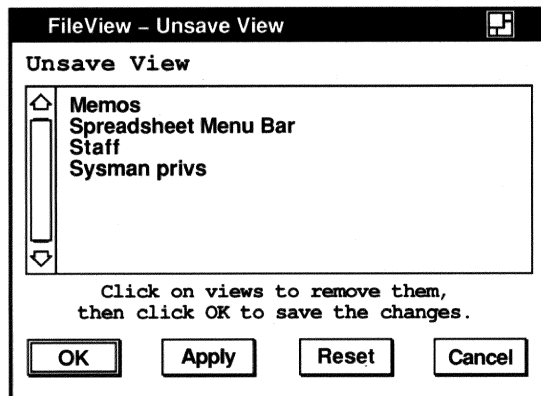 FileView – Unsave View
Unsave View
Memos
Spreadsheet Menu Bar
Staff
Sysman privs
Click on views to remove them,
then click OK to save the changes.
OK Apply Reset Cancel